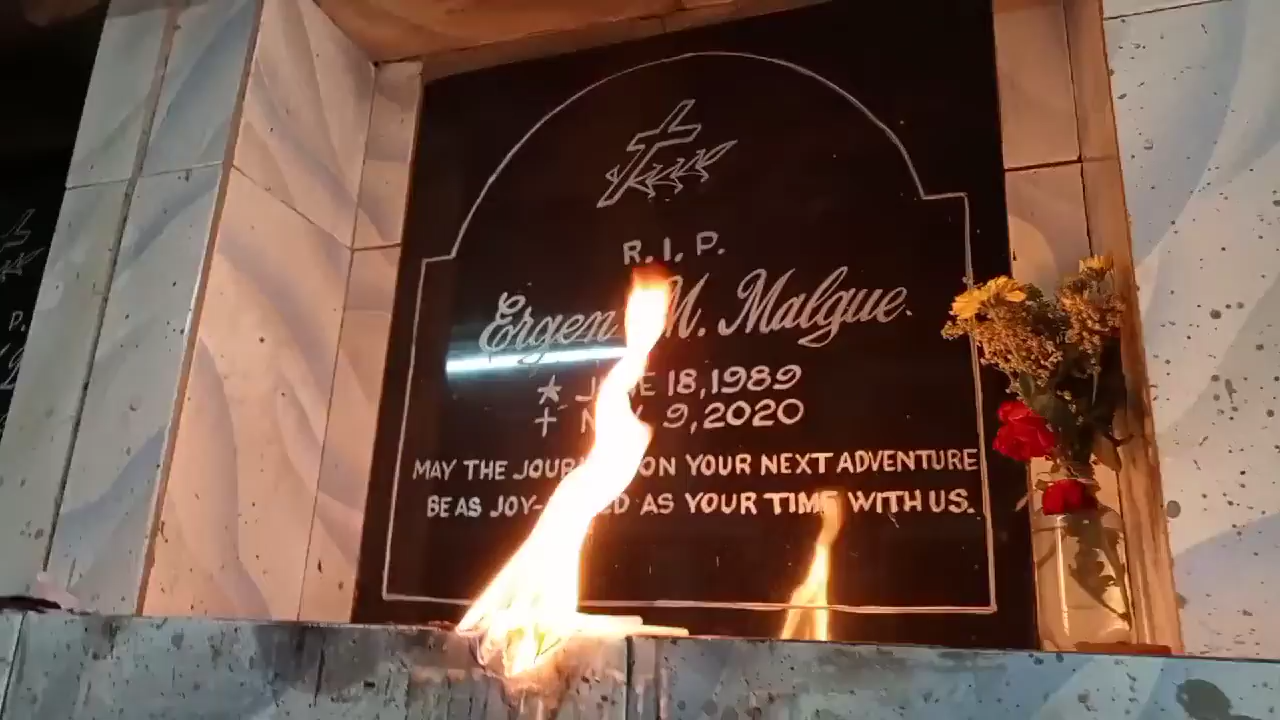 R. I. P.
Ergen M. Malgue.
18, 1989
9, 2020
MAY THE ON YOUR NEXT ADVENTURE
BE AS AS YOUR TIME WITH US.
P.